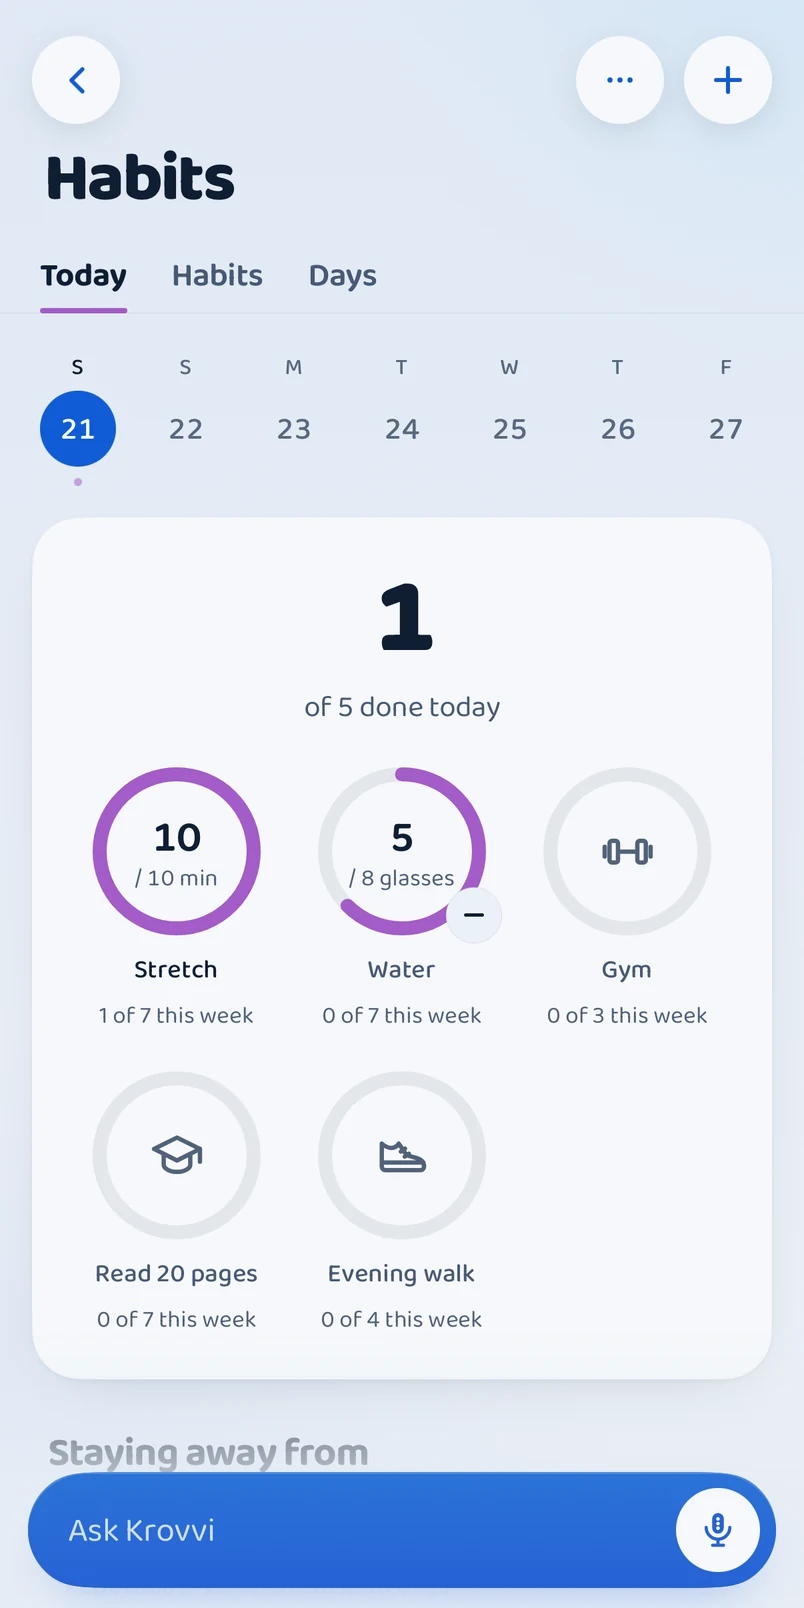 Habits
Today Habits Days
S S M T W T F
21 22 23 24 25 26 27
1
of 5 done today
10
/ 10 min
5
/ 8 glasses
Stretch Water Gym
1 of 7 this week 0 of 7 this week 0 of 3 this week
Read 20 pages Evening walk
0 of 7 this week 0 of 4 this week
Staying away from
Ask Krovvi